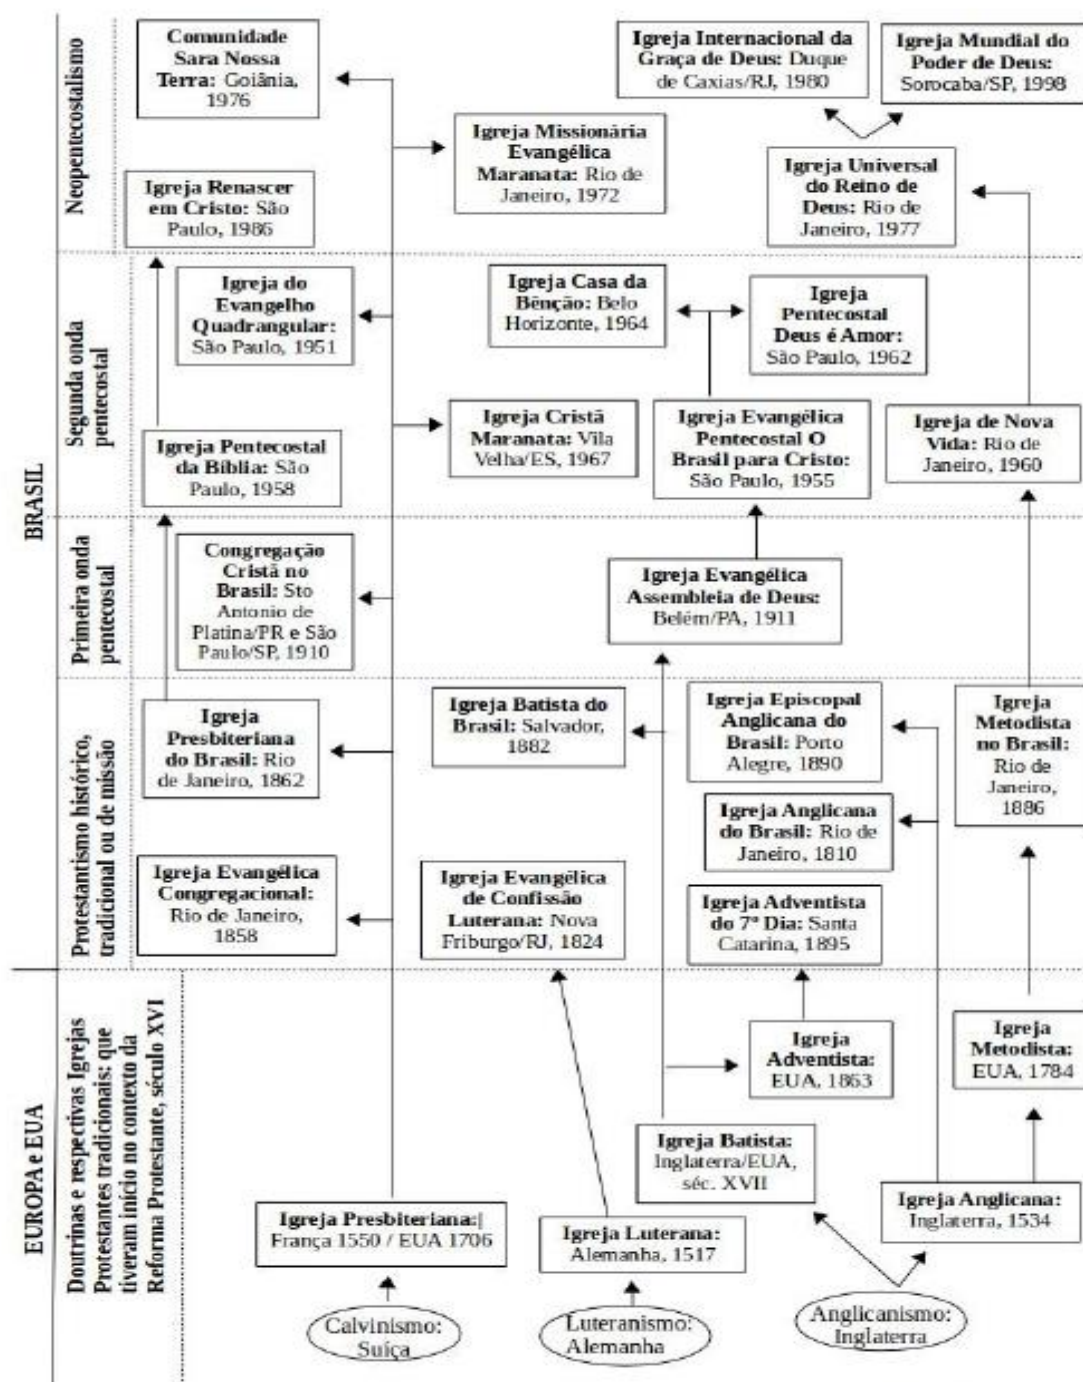 BRASIL
Neopentecostalismo
Comunidade
Sara Nossa
Terra: Goiânia,
1976
Igreja Internacional da
Graça de Deus: Duque
de Caxias/RJ, 1980
Igreja Mundial do
Poder de Deus:
Sorocaba/SP, 1998
Igreja Missionária
Evangélica
Maranata: Rio de
Janeiro, 1972
Igreja Universal
do Reino de
Deus: Rio de
Janeiro, 1977
Igreja Renascer
em Cristo: São
Paulo, 1986
Segunda onda
pentecostal
Igreja do
Evangelho
Quadrangular:
São Paulo, 1951
Igreja Casa da
Bênção: Belo
Horizonte, 1964
Igreja
Pentecostal
Deus é Amor:
São Paulo, 1962
Igreja Pentecostal
da Bíblia: São
Paulo, 1958
Igreja Cristã
Maranata: Vila
Velha/ES, 1967
Igreja Evangélica
Pentecostal O
Brasil para Cristo:
São Paulo, 1955
Igreja de Nova
Vida: Rio de
Janeiro, 1960
Primeira onda
pentecostal
Congregação
Cristã no
Brasil: Sto
Antonio de
Platina/PR e São
Paulo/SP, 1910
Igreja Evangélica
Assembleia de Deus:
Belém/PA, 1911
Protestantismo histórico,
tradicional ou de missão
Igreja
Presbiteriana
do Brasil: Rio
de Janeiro, 1862
Igreja Batista do
Brasil: Salvador,
1882
Igreja Episcopal
Anglicana do
Brasil: Porto
Alegre, 1890
Igreja
Metodista
no Brasil:
Rio de
Janeiro,
1886
Igreja Anglicana
do Brasil: Rio de
Janeiro, 1810
Igreja Evangélica
Congregacional:
Rio de Janeiro,
1858
Igreja Evangélica
de Confissão
Luterana: Nova
Friburgo/RJ, 1824
Igreja Adventista
do 7º Dia: Santa
Catarina, 1895
EUROPA e EUA
Doutrinas e respectivas Igrejas
Protestantes tradicionais: que
tiveram início no contexto da
Reforma Protestante, século XVI
Igreja
Adventista:
EUA, 1863
Igreja
Metodista:
EUA, 1784
Igreja Batista:
Inglaterra/EUA,
séc. XVII
Igreja Presbiteriana:|
França 1550 / EUA 1706
Igreja Luterana:
Alemanha, 1517
Igreja Anglicana:
Inglaterra, 1534
Calvinismo:
Suíça
Luteranismo:
Alemanha
Anglicanismo:
Inglaterra